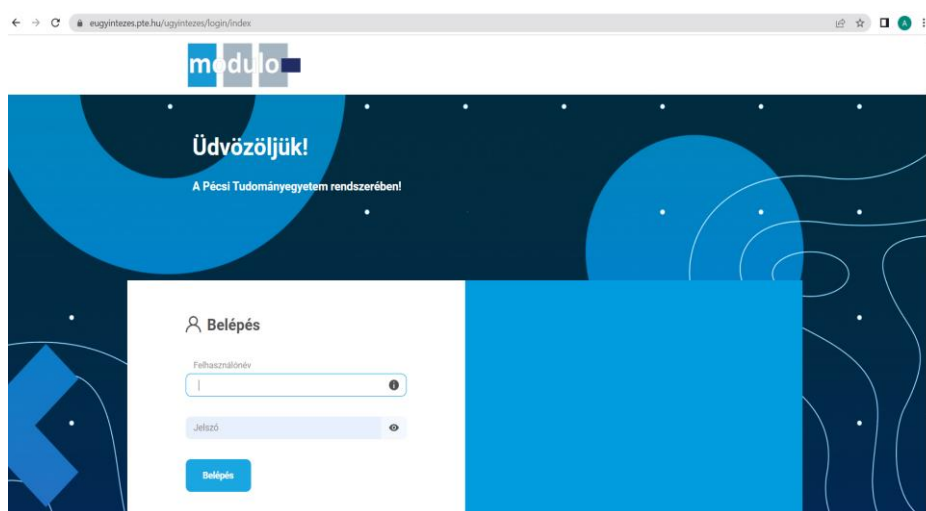 eugyintezes.pte.hu/ugyintezes/login/index
A
modulo
Üdvözöljük!
A Pécsi Tudományegyetem rendszerében!
Belépés
Felhasználónév
Jelszó
Belépés